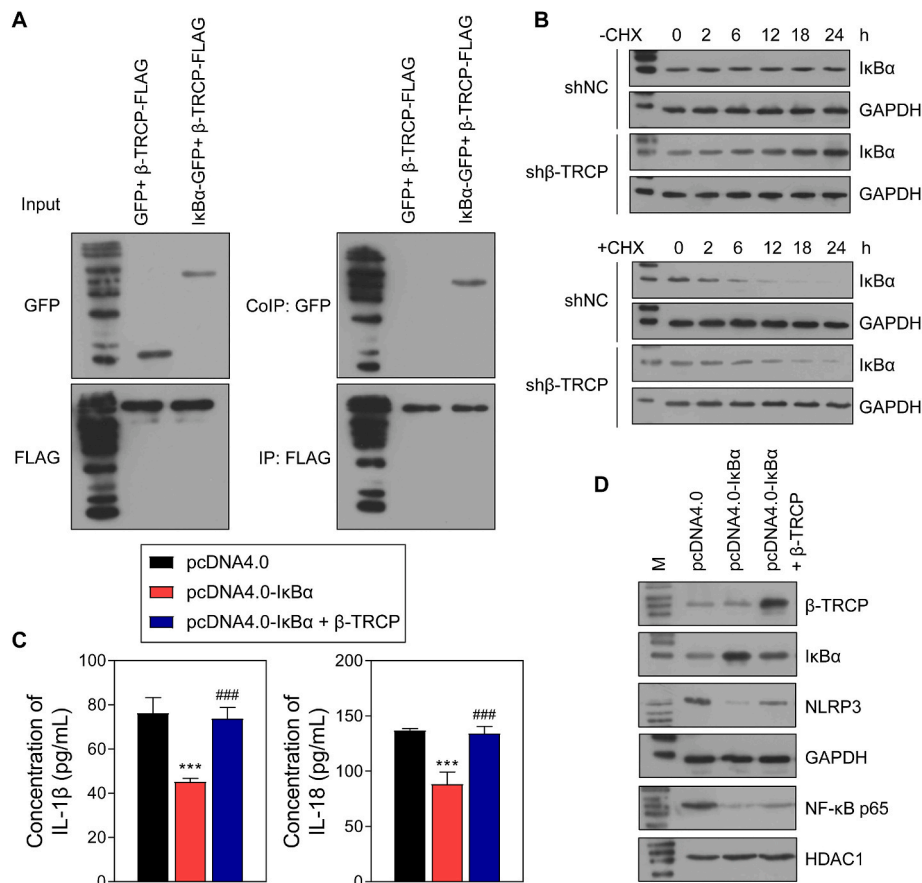 A
Input
GFP+ β-TRCP-FLAG
IκBα-GFP+ β-TRCP-FLAG
GFP+ β-TRCP-FLAG
IκBα-GFP+ β-TRCP-FLAG
GFP
CoIP: GFP
FLAG
IP: FLAG
B
-CHX 0 2 6 12 18 24 h
shNC
IκBα
GAPDH
shβ-TRCP
IκBα
GAPDH
+CHX 0 2 6 12 18 24 h
shNC
IκBα
GAPDH
shβ-TRCP
IκBα
GAPDH
pcDNA4.0
pcDNA4.0-IκBα
pcDNA4.0-IκBα + β-TRCP
C
Concentration of
IL-1β (pg/mL)
100
80
60
40
20
0
***
###
Concentration of
IL-18 (pg/mL)
200
150
100
50
0
***
###
D
M
pcDNA4.0
pcDNA4.0-IκBα
pcDNA4.0-IκBα
+ β-TRCP
β-TRCP
IκBα
NLRP3
GAPDH
NF-κB p65
HDAC1